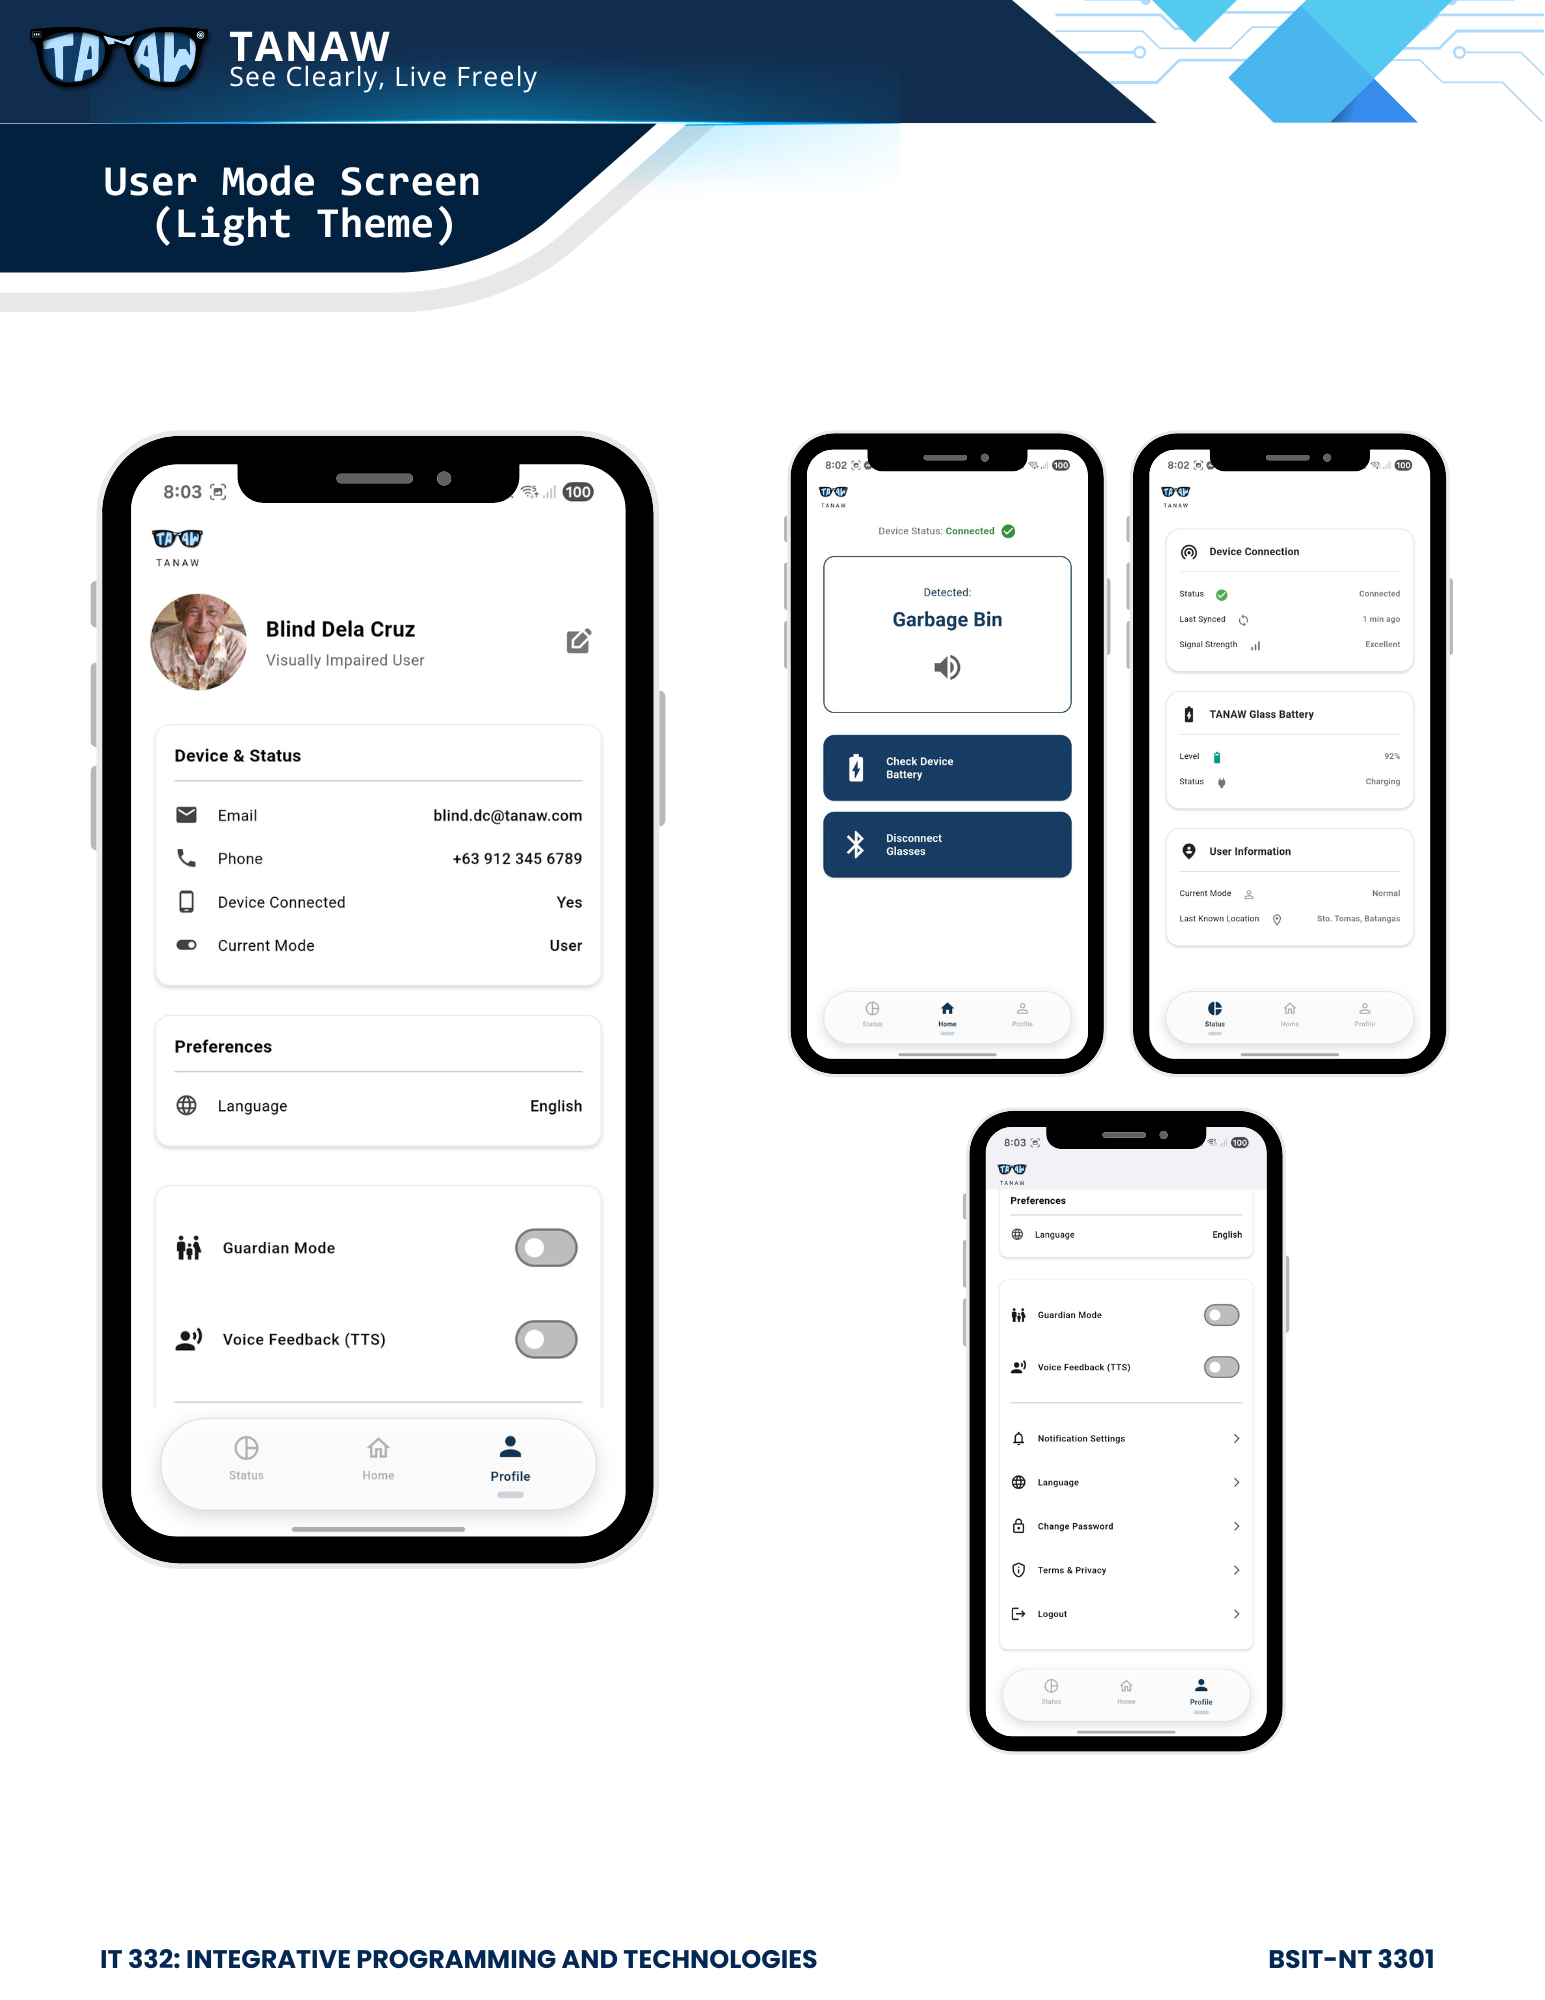 TANAW
TANAW
See Clearly, Live Freely
User Mode Screen
(Light Theme)
8:03
100
TANAW
TANAW
Blind Dela Cruz
Visually Impaired User
Device & Status
Email blind.dc@tanaw.com
Phone +63 912 345 6789
Device Connected Yes
Current Mode User
Preferences
Language English
Guardian Mode
Voice Feedback (TTS)
Status Home Profile
8:02
100
TANAW
TANAW
Device Status: Connected
Detected:
Garbage Bin
Check Device
Battery
Disconnect
Glasses
Status Home Profile
8:02
100
TANAW
TANAW
Device Connection
Status Connected
Last Synced 1 min ago
Signal Strength Excellent
TANAW Glass Battery
Level 92%
Status Charging
User Information
Current Mode Normal
Last Known Location Sto. Tomas, Batangas
Status Home Profile
8:03
100
TANAW
TANAW
Preferences
Language English
Guardian Mode
Voice Feedback (TTS)
Notification Settings
Language
Change Password
Terms & Privacy
Logout
Status Home Profile
IT 332: INTEGRATIVE PROGRAMMING AND TECHNOLOGIES BSIT-NT 3301